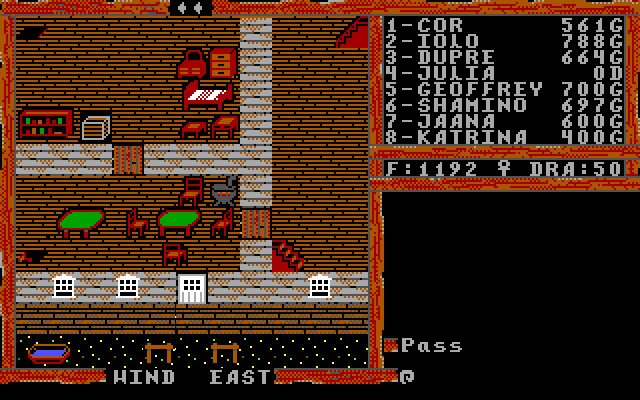 1-COR 561G
2-IOLO 788G
3-DUPRE 664G
4-JULIA 0D
5-GEOFFREY 700G
6-SHAMINO 697G
7-JAANA 600G
8-KATRINA 400G
F:1192 ♀ DRA:50
Pass
@
WIND EAST